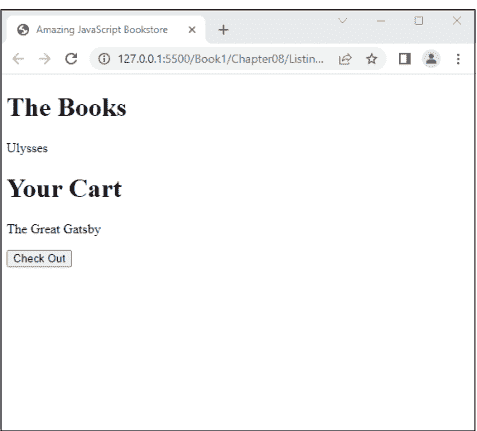 Amazing JavaScript Bookstore
127.0.0.1:5500/Book1/Chapter08/Listin...
The Books
Ulysses
Your Cart
The Great Gatsby
Check Out